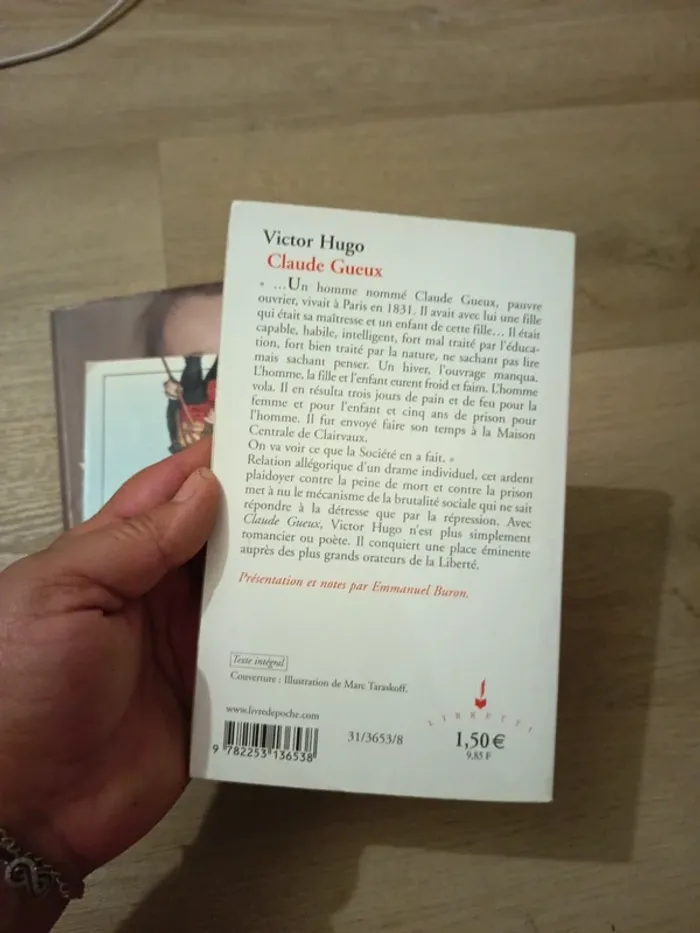 Victor Hugo
Claude Gueux
« ...Un homme nommé Claude Gueux, pauvre
ouvrier, vivait à Paris en 1831. Il avait avec lui une fille
qui était sa maîtresse et un enfant de cette fille... Il était
capable, habile, intelligent, fort mal traité par l'éduca-
tion, fort bien traité par la nature, ne sachant pas lire
mais sachant penser. Un hiver, l'ouvrage manqua.
L'homme, la fille et l'enfant eurent froid et faim. L'homme
vola. Il en résulta trois jours de pain et de feu pour la
femme et pour l'enfant et cinq ans de prison pour
l'homme. Il fut envoyé faire son temps à la Maison
Centrale de Clairvaux.
On va voir ce que la Société en a fait. »
Relation allégorique d'un drame individuel, cet ardent
plaidoyer contre la peine de mort et contre la prison
met à nu le mécanisme de la brutalité sociale qui ne sait
répondre à la détresse que par la répression. Avec
Claude Gueux, Victor Hugo n'est plus simplement
romancier ou poète. Il conquiert une place éminente
auprès des plus grands orateurs de la Liberté.
Présentation et notes par Emmanuel Buron.
Texte intégral
Couverture : Illustration de Marc Taraskoff.
www.livredepoche.com
9 782253 136538
31/3653/8
LIBRETTI
1,50 €
9,85 F